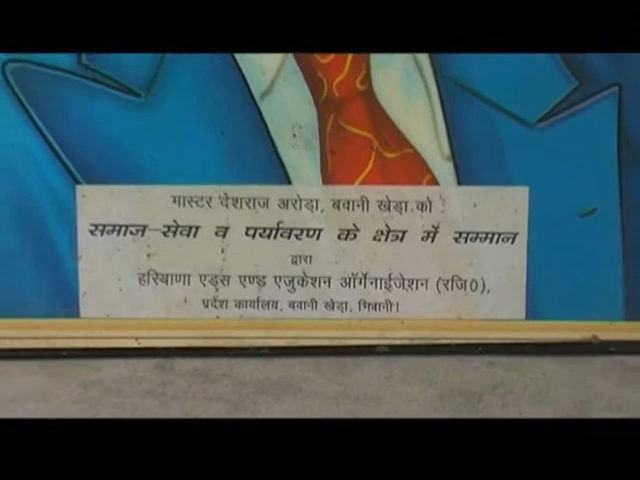 मास्टर देशराज अरोड़ा, बवानी खेड़ा को
समाज-सेवा व पर्यावरण के क्षेत्र में सम्मान
द्वारा
हरियाणा एड्स एण्ड एजुकेशन ऑर्गेनाईजेशन (रजि0),
प्रदेश कार्यालय, बवानी खेड़ा, भिवानी।